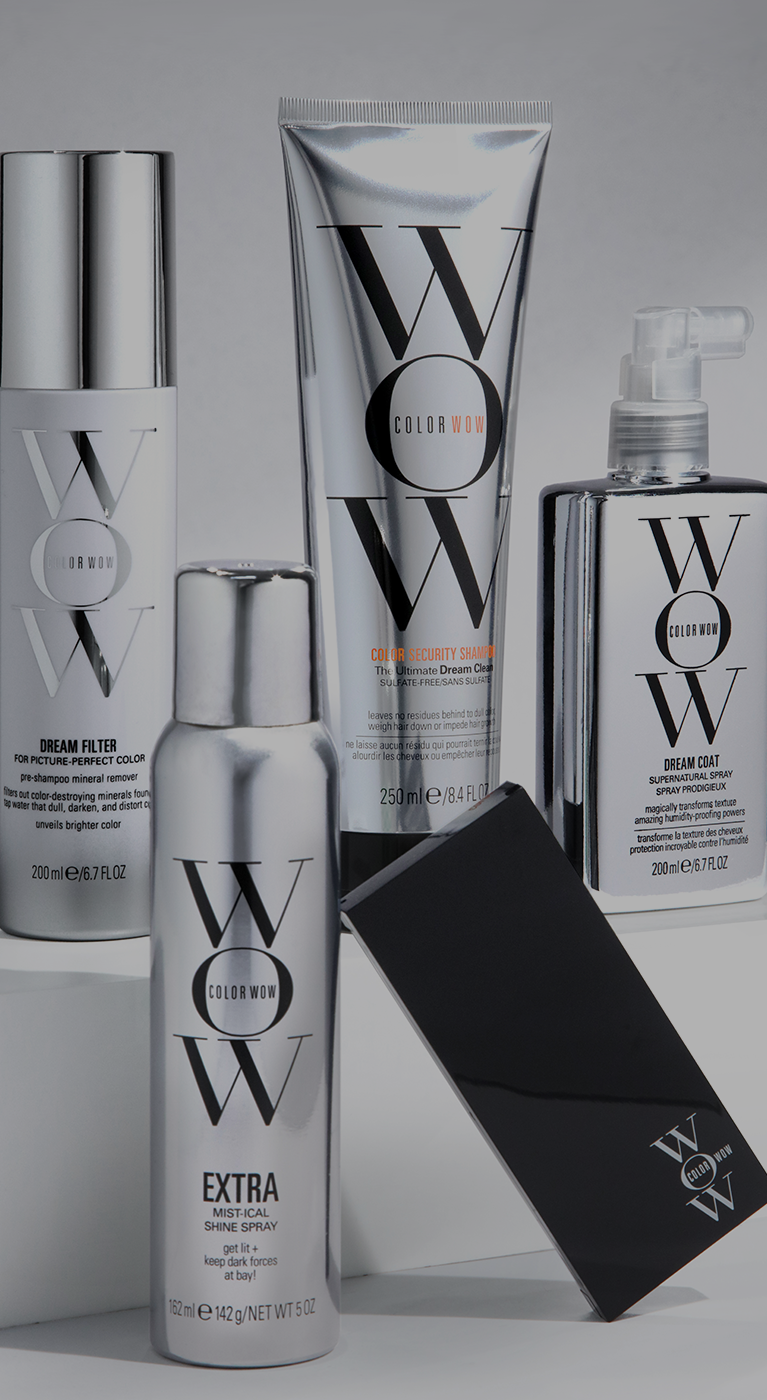 W
COLOR WOW
W
DREAM FILTER
FOR PICTURE-PERFECT COLOR
pre-shampoo mineral remover
filters out color-destroying minerals
tap water that dull, darken, and distort
unveils brighter color
200 ml e/6.7 FL OZ
W
COLOR WOW
W
COLOR SECURITY SHAMPOO
The Ultimate Dream Clean
SULFATE-FREE/SANS SULFATE
leaves no residues behind to dull color,
weigh hair down or impede hair growth
ne laisse aucun résidu qui pourrait
alourdir les cheveux ou empêcher leur
250 ml e/8.4 FL OZ
W
COLOR WOW
W
DREAM COAT
SUPERNATURAL SPRAY
SPRAY PRODIGIEUX
magically transforms texture
amazing humidity-proofing powers
transforme la texture des cheveux
protection incroyable contre l'humidité
200 ml e/6.7 FL OZ
W
COLOR WOW
W
EXTRA
MIST-ICAL
SHINE SPRAY
get lit +
keep dark forces
at bay!
162 ml e 142 g/NET WT 5 OZ
W
COLOR WOW
W